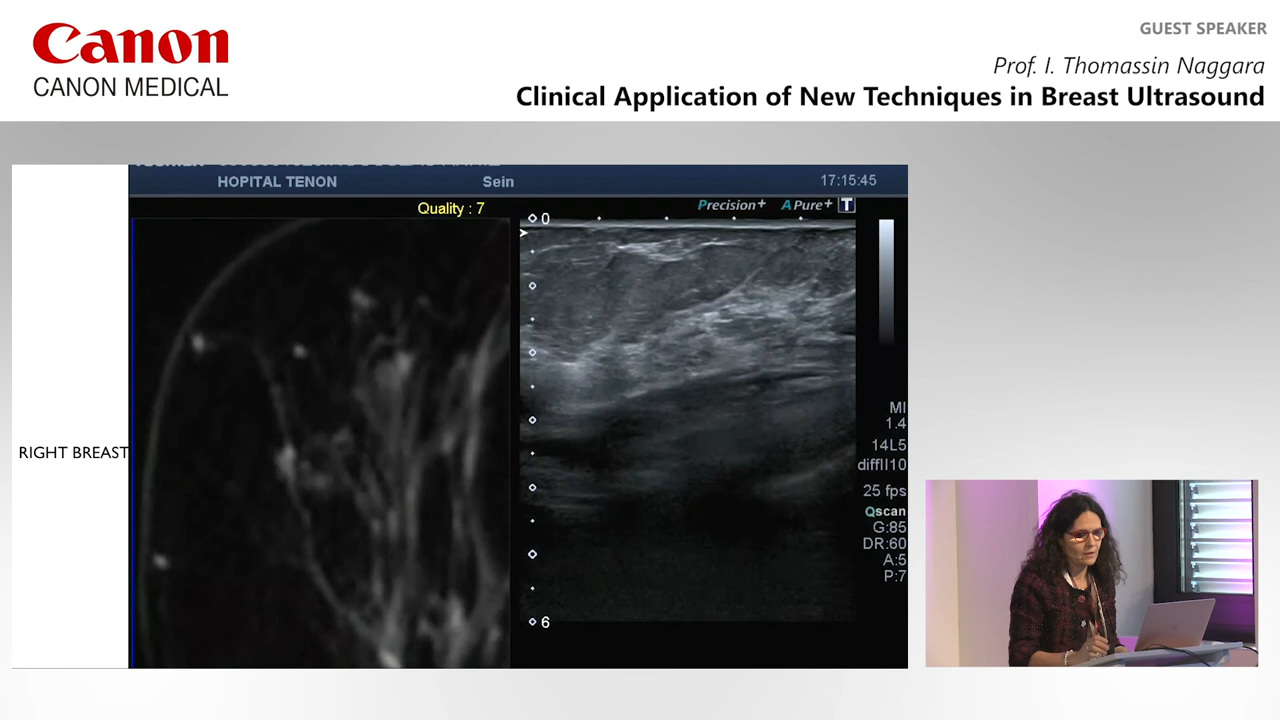 Canon
CANON MEDICAL
GUEST SPEAKER
Prof. I. Thomassin Naggara
Clinical Application of New Techniques in Breast Ultrasound
HOPITAL TENON
Sein
17:15:45
Quality : 7
Precision+
APure+
T
0
RIGHT BREAST
MI
1.4
14L5
diffII10
25 fps
Qscan
G:85
DR:60
A:5
P:7
6